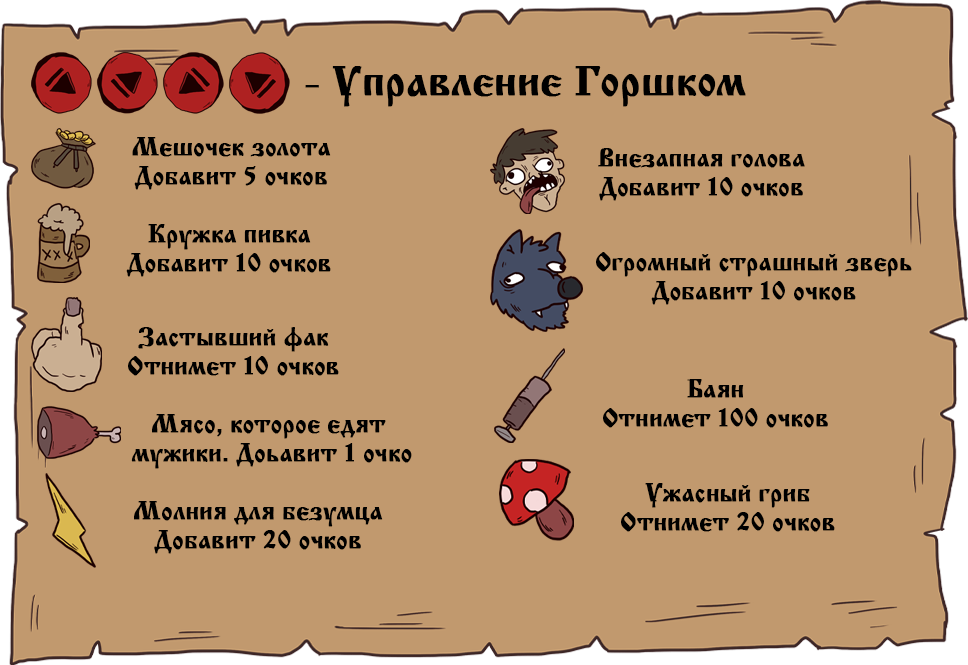 – Управление Горшком
Мешочек золота
Добавит 5 очков
Кружка пивка
Добавит 10 очков
Застывший фак
Отнимет 10 очков
Мясо, которое едят
мужики. Доьавит 1 очко
Молния для безумца
Добавит 20 очков
Внезапная голова
Добавит 10 очков
Огромный страшный зверь
Добавит 10 очков
Баян
Отнимет 100 очков
Ужасный гриб
Отнимет 20 очков